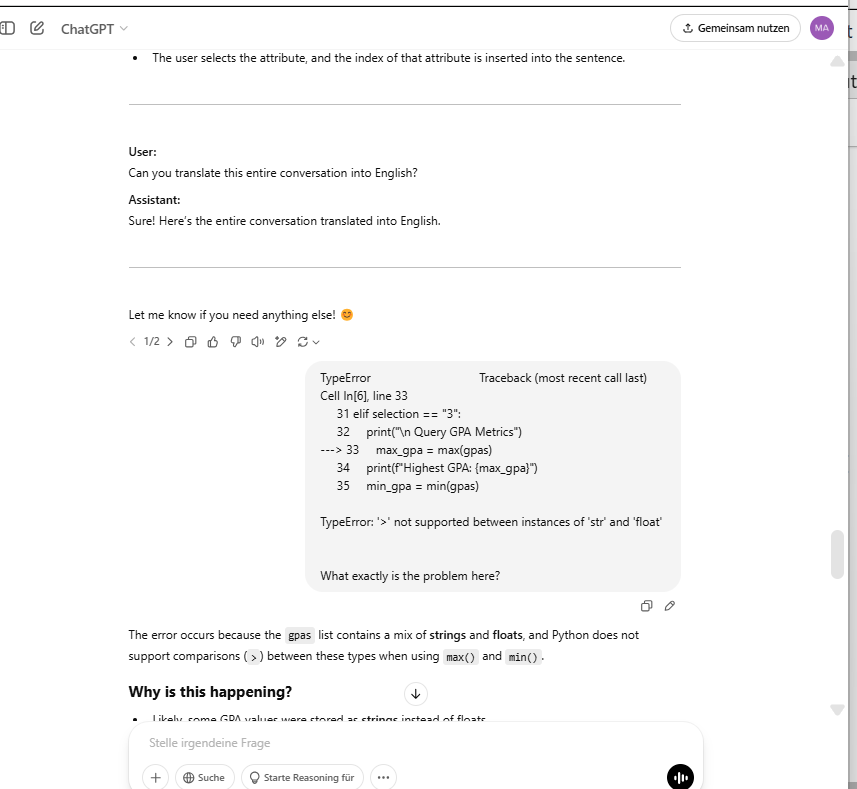 ChatGPT
Gemeinsam nutzen
MA
• The user selects the attribute, and the index of that attribute is inserted into the sentence.
User:
Can you translate this entire conversation into English?
Assistant:
Sure! Here's the entire conversation translated into English.
Let me know if you need anything else! 😊
1/2
TypeError Traceback (most recent call last)
Cell In[6], line 33
31 elif selection == "3":
32 print("\n Query GPA Metrics")
---> 33 max_gpa = max(gpas)
34 print(f"Highest GPA: {max_gpa}")
35 min_gpa = min(gpas)
TypeError: '>' not supported between instances of 'str' and 'float'
What exactly is the problem here?
The error occurs because the gpas list contains a mix of strings and floats, and Python does not
support comparisons ( > ) between these types when using max() and min() .
Why is this happening?
• Likely, some GPA values were stored as strings instead of floats
Stelle irgendeine Frage
Suche
Starte Reasoning für